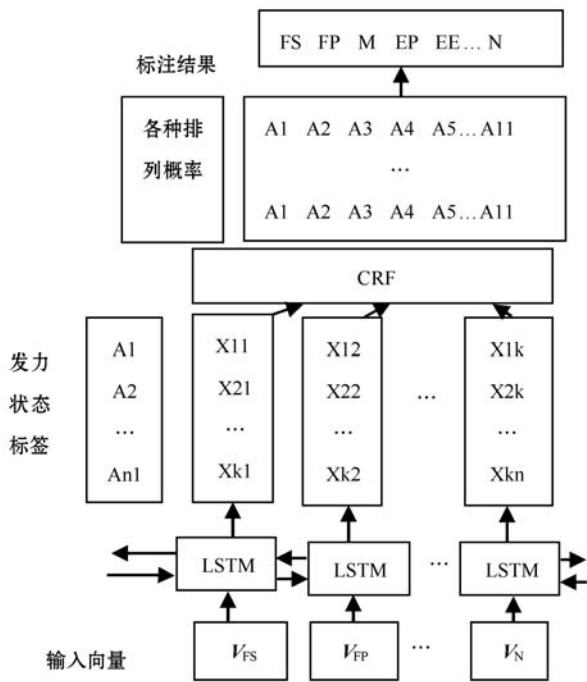 FS FP M EP EE… N
标注结果
各种排
列概率
A1 A2 A3 A4 A5…A11
…
A1 A2 A3 A4 A5…A11
CRF
发力
状态
标签
A1
A2
…
An1
X11
X21
…
Xk1
X12
X22
…
Xk2
…
X1k
X2k
…
Xkn
LSTM
LSTM
…
LSTM
输入向量
VFS
VFP
…
VN